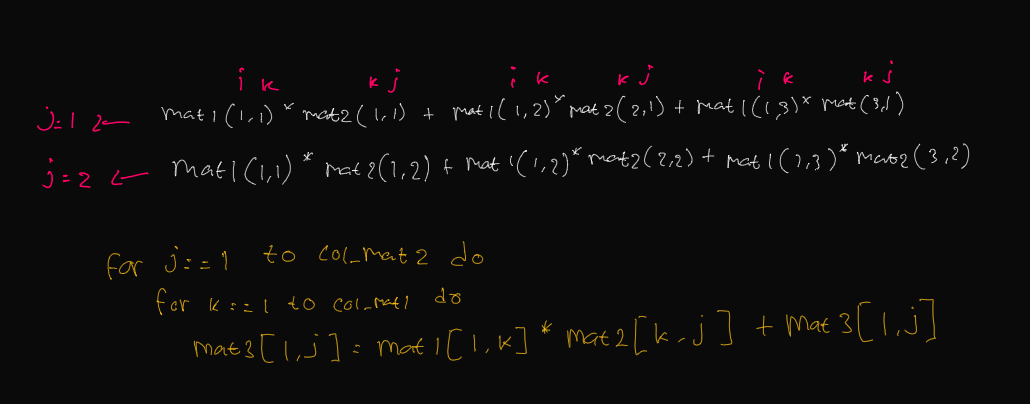 i k k j i k k j i k k j
j=1 ← mat1(1,1) * mat2(1,1) + mat1(1,2) * mat2(2,1) + mat1(1,3) * mat(3,1)
j=2 ← mat1(1,1) * mat2(1,2) + mat1(1,2) * mat2(2,2) + mat1(1,3) * mat2(3,2)
for j:=1 to col_mat2 do
for k:=1 to col_mat1 do
mat3[1,j] = mat1[1,k] * mat2[k,j] + mat3[1,j]